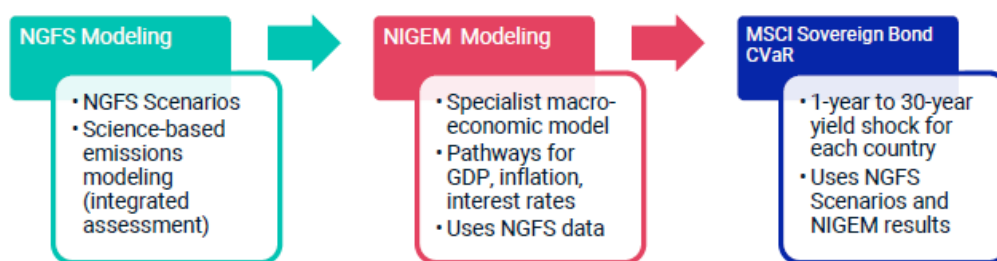 NGFS Modeling
• NGFS Scenarios
• Science-based
emissions
modeling
(integrated
assessment)
NIGEM Modeling
• Specialist macro-
economic model
• Pathways for
GDP, inflation,
interest rates
• Uses NGFS data
MSCI Sovereign Bond
CVaR
• 1-year to 30-year
yield shock for
each country
• Uses NGFS
Scenarios and
NIGEM results